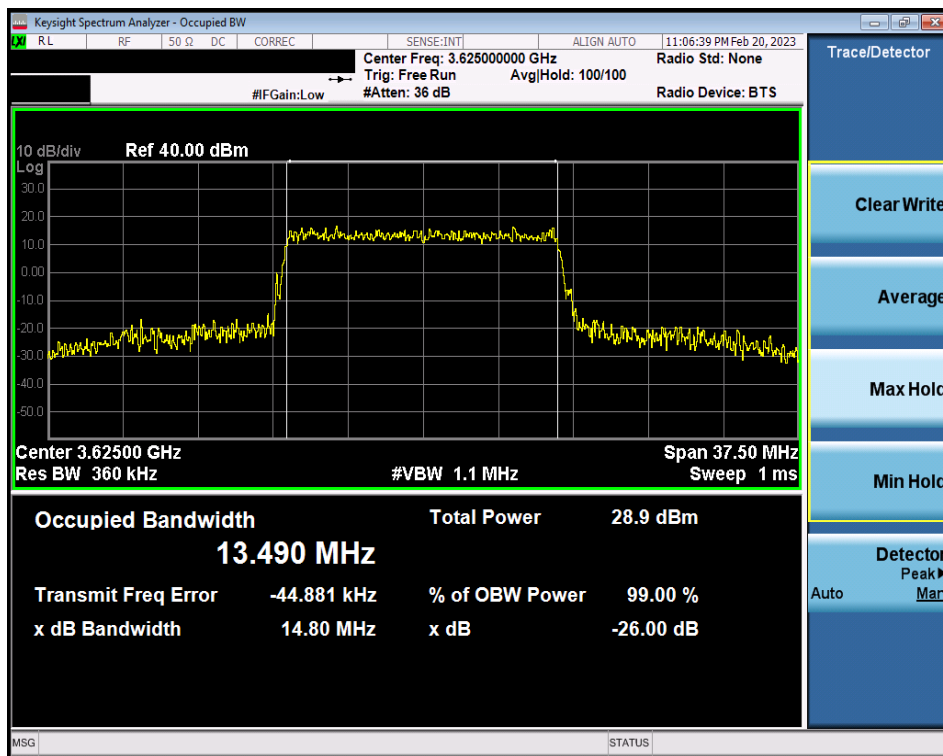 Keysight Spectrum Analyzer - Occupied BW
LXI RL RF 50 Ω DC CORREC SENSE:INT ALIGN AUTO 11:06:39 PM Feb 20, 2023
Center Freq: 3.625000000 GHz Radio Std: None
Trig: Free Run Avg|Hold: 100/100
#IFGain:Low #Atten: 36 dB Radio Device: BTS
Trace/Detector
10 dB/div Ref 40.00 dBm
Log
30.0
20.0
10.0
0.00
-10.0
-20.0
-30.0
-40.0
-50.0
Center 3.62500 GHz Span 37.50 MHz
Res BW 360 kHz #VBW 1.1 MHz Sweep 1 ms
Occupied Bandwidth Total Power 28.9 dBm
13.490 MHz
Transmit Freq Error -44.881 kHz % of OBW Power 99.00 %
x dB Bandwidth 14.80 MHz x dB -26.00 dB
Clear Write
Average
Max Hold
Min Hold
Detector
Peak▶
Auto Man
MSG STATUS